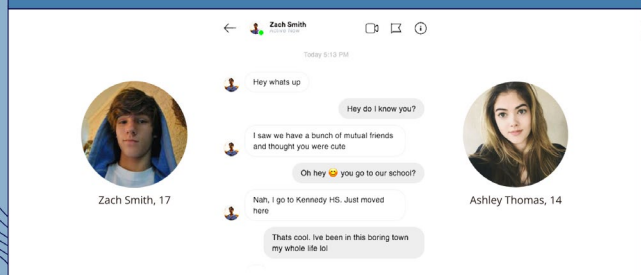 Zach Smith
Active now
Today 5:13 PM
Hey whats up
Hey do I know you?
I saw we have a bunch of mutual friends
and thought you were cute
Oh hey 😋 you go to our school?
Nah, I go to Kennedy HS. Just moved
here
Thats cool. Ive been in this boring town
my whole life lol
Zach Smith, 17
Ashley Thomas, 14